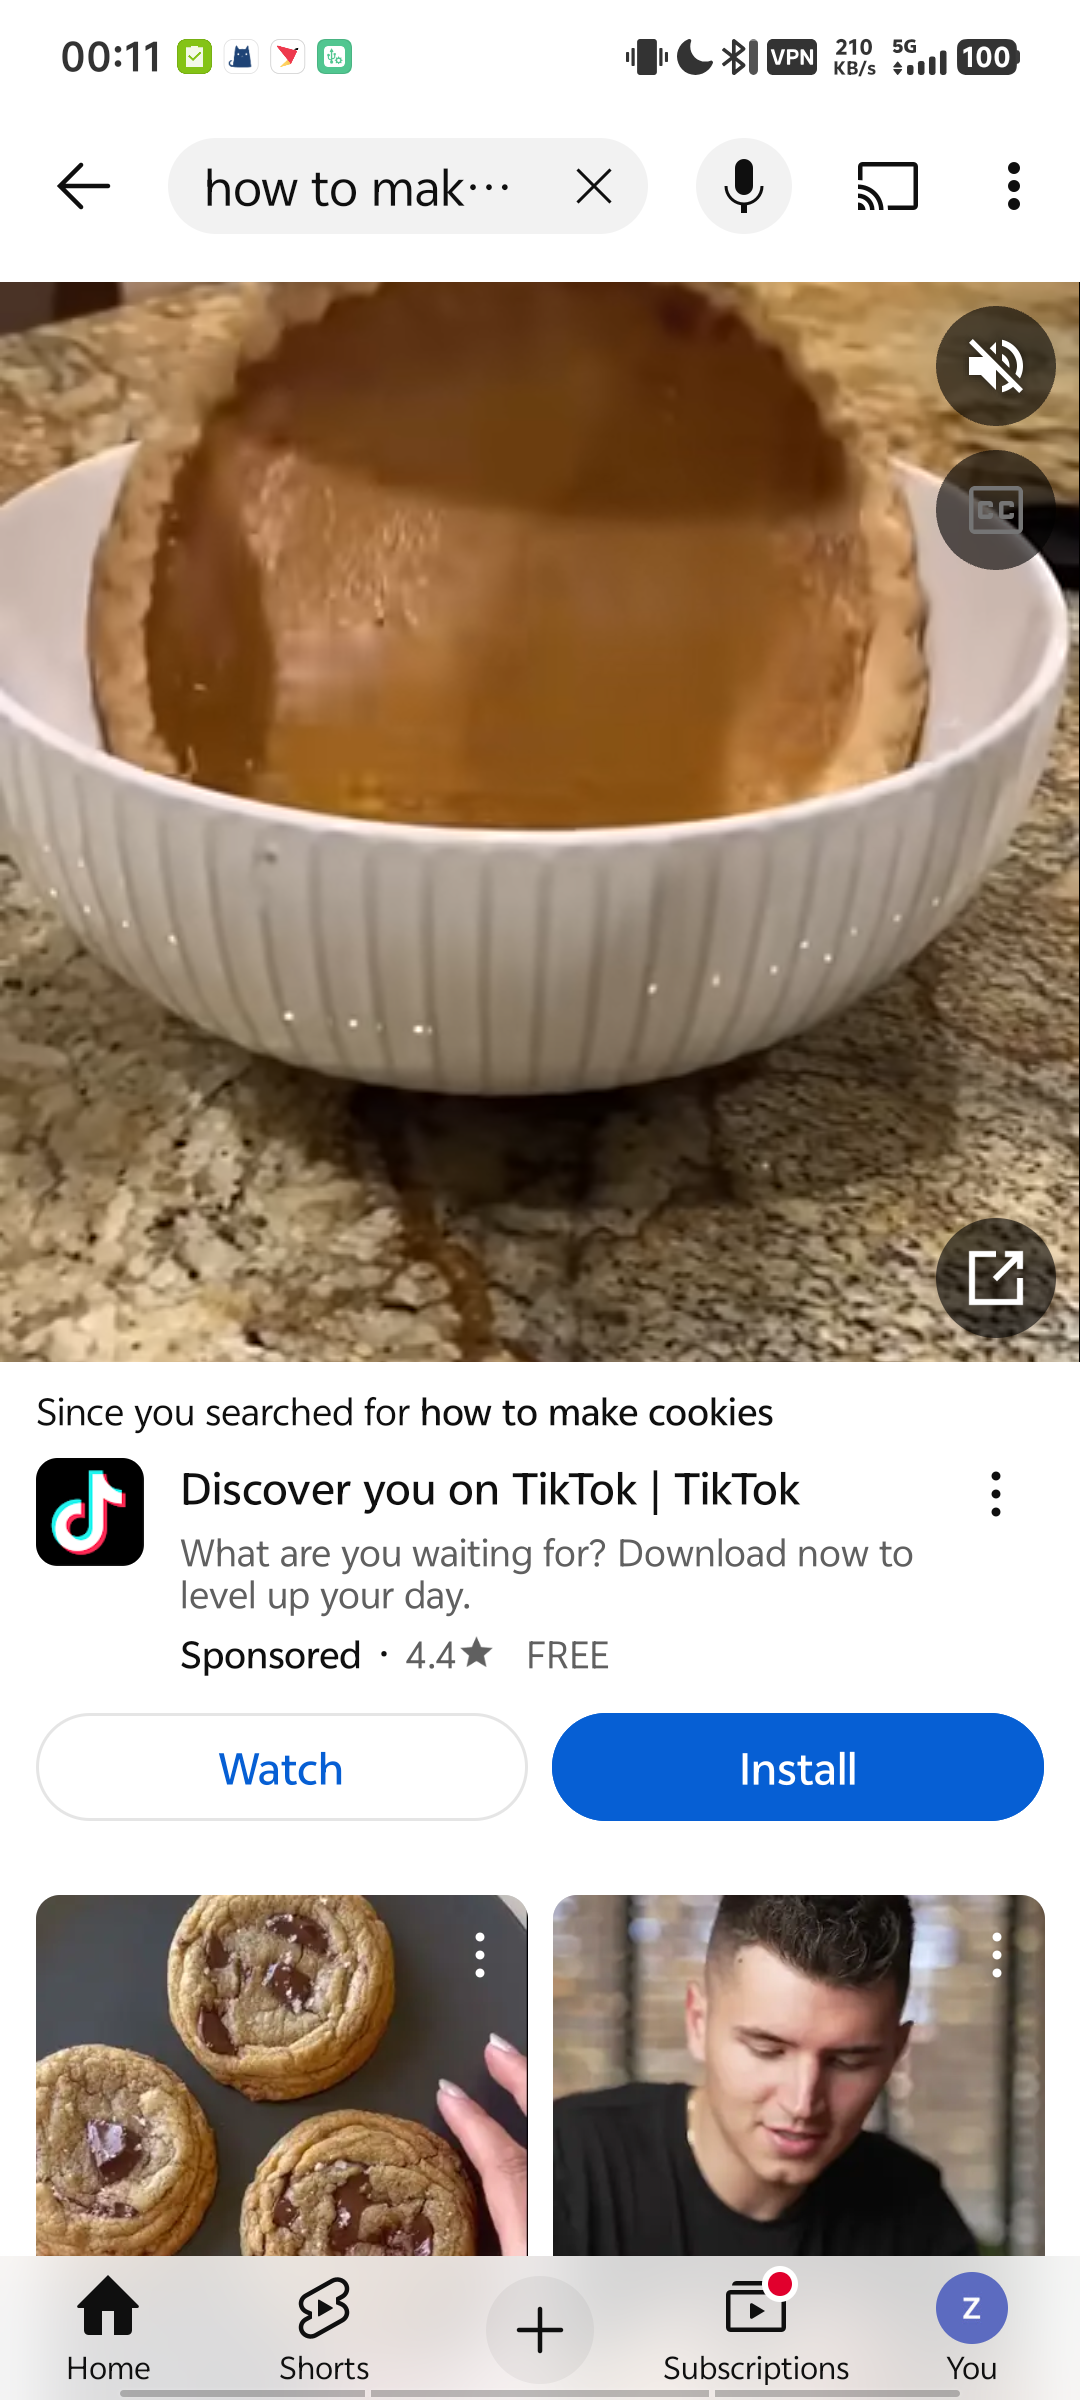 00:11
VPN
210
KB/s
5G
100
how to mak···
CC
Since you searched for how to make cookies
Discover you on TikTok | TikTok
What are you waiting for? Download now to
level up your day.
Sponsored · 4.4★ FREE
Watch
Install
Home
Shorts
Subscriptions
Z
You